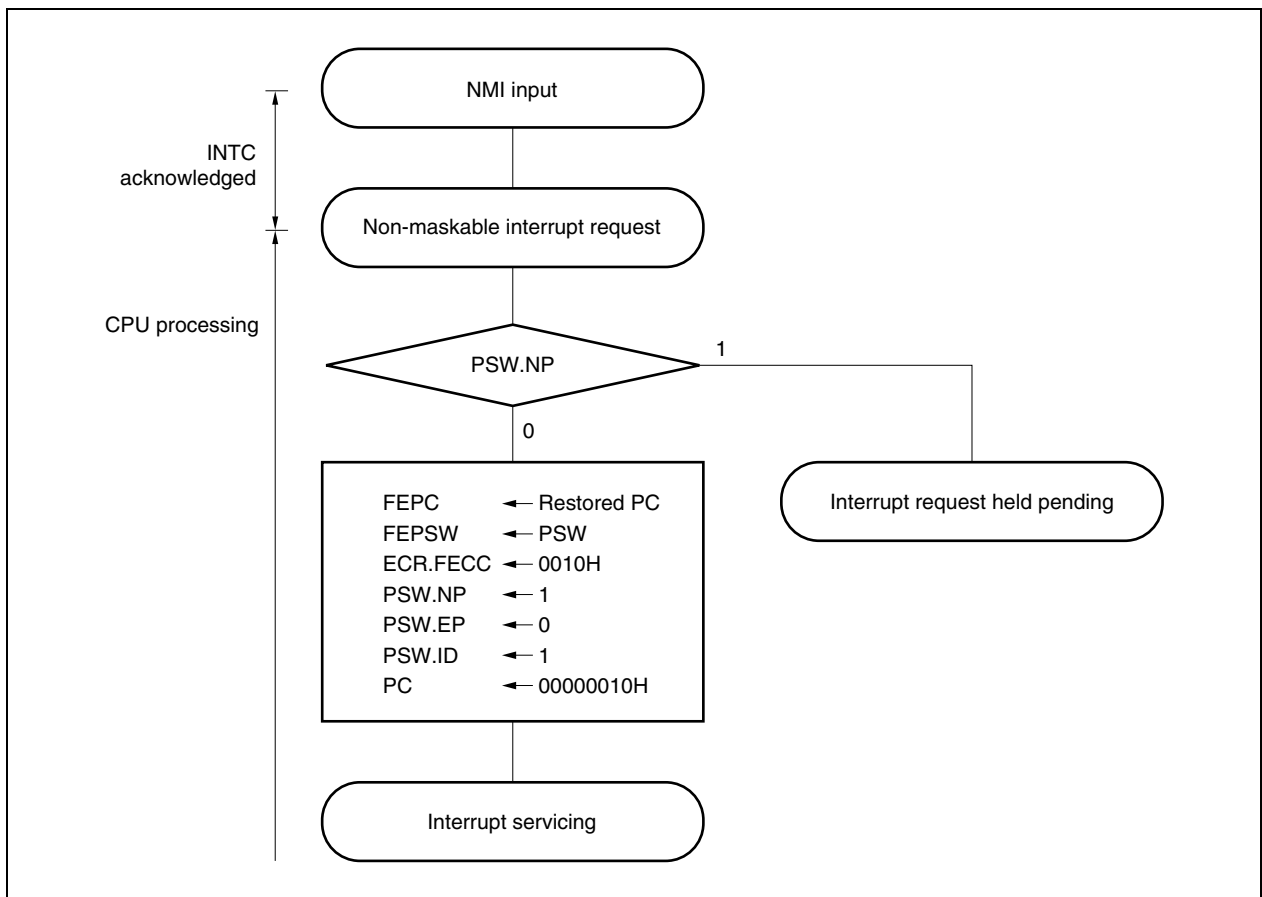 NMI input
INTC
acknowledged
Non-maskable interrupt request
CPU processing
PSW.NP
1
0
FEPC ← Restored PC
FEPSW ← PSW
ECR.FECC ← 0010H
PSW.NP ← 1
PSW.EP ← 0
PSW.ID ← 1
PC ← 00000010H
Interrupt request held pending
Interrupt servicing